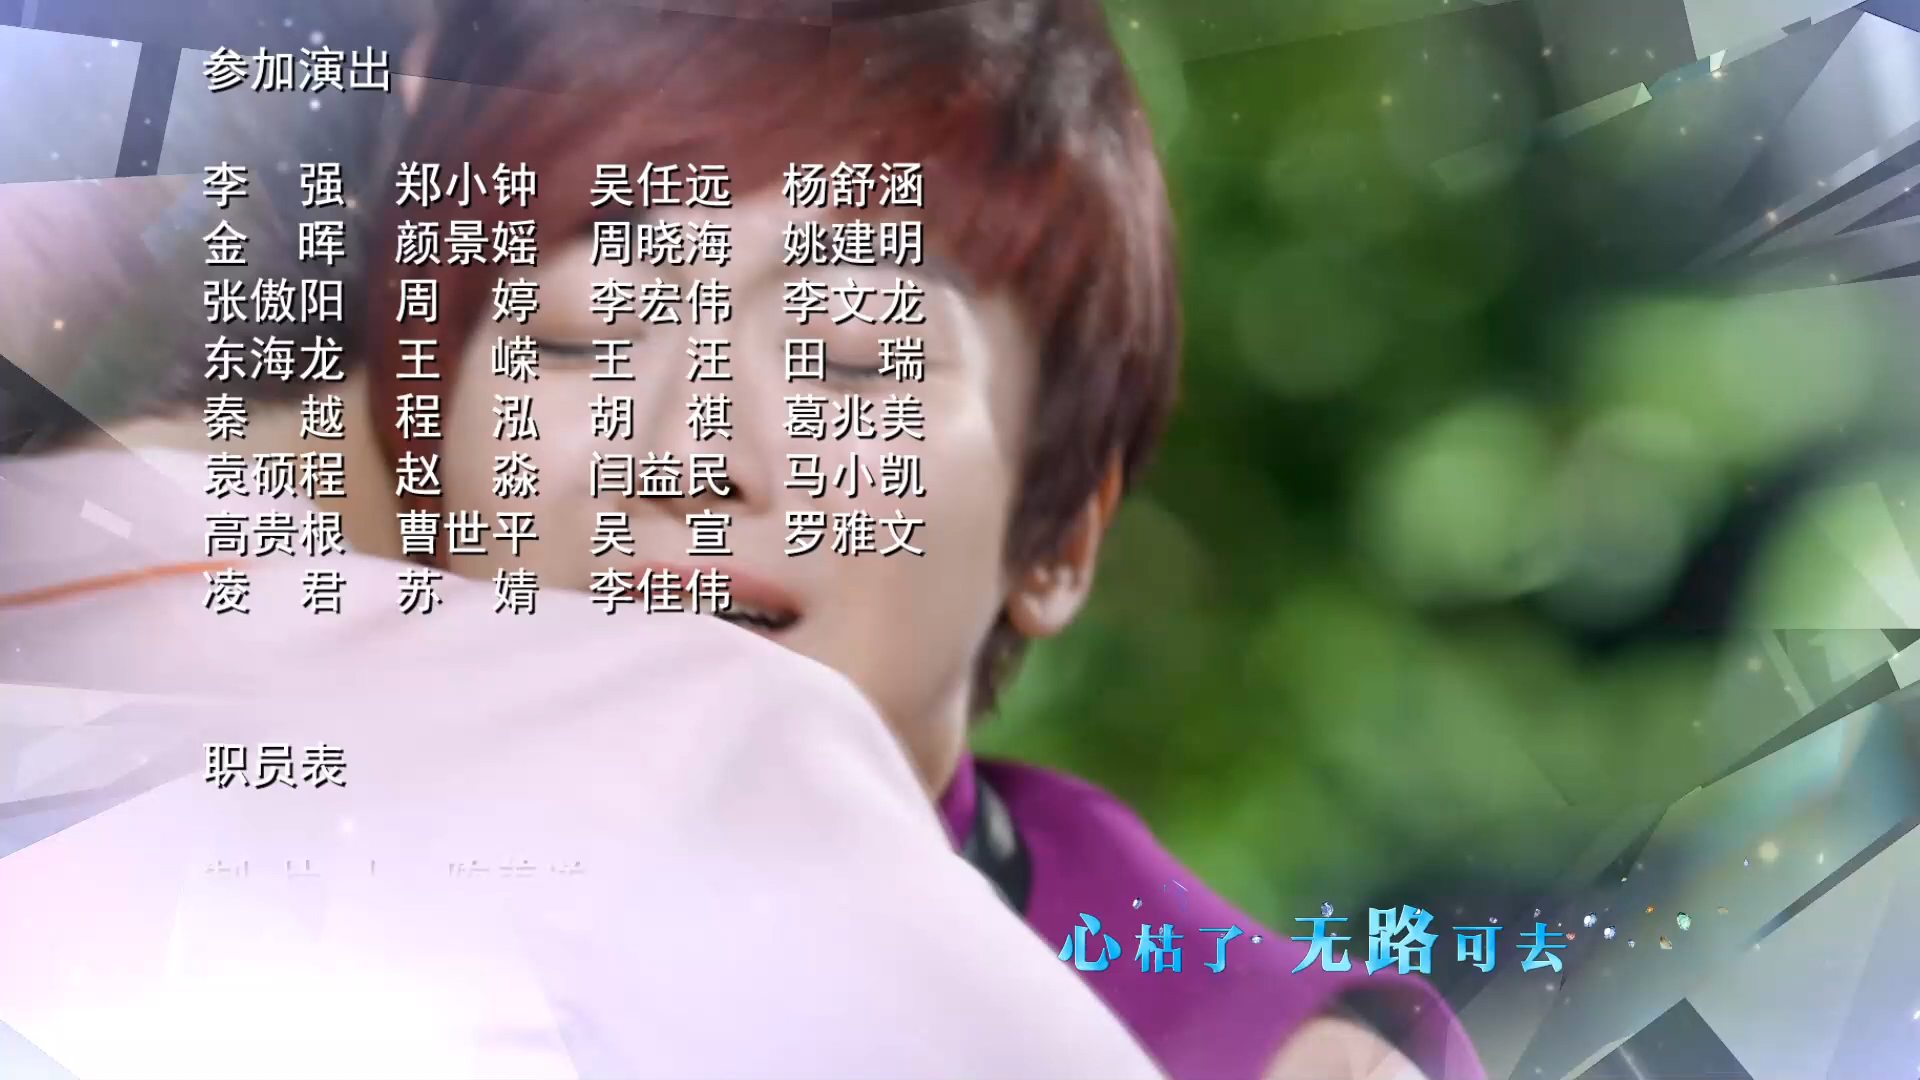 参加演出
李　强　郑小钟　吴任远　杨舒涵
金　晖　颜景媱　周晓海　姚建明
张傲阳　周　婷　李宏伟　李文龙
东海龙　王　嵘　王　汪　田　瑞
秦　越　程　泓　胡　祺　葛兆美
袁硕程　赵　淼　闫益民　马小凯
高贵根　曹世平　吴　宣　罗雅文
凌　君　苏　婧　李佳伟
职员表
心枯了 无路可去